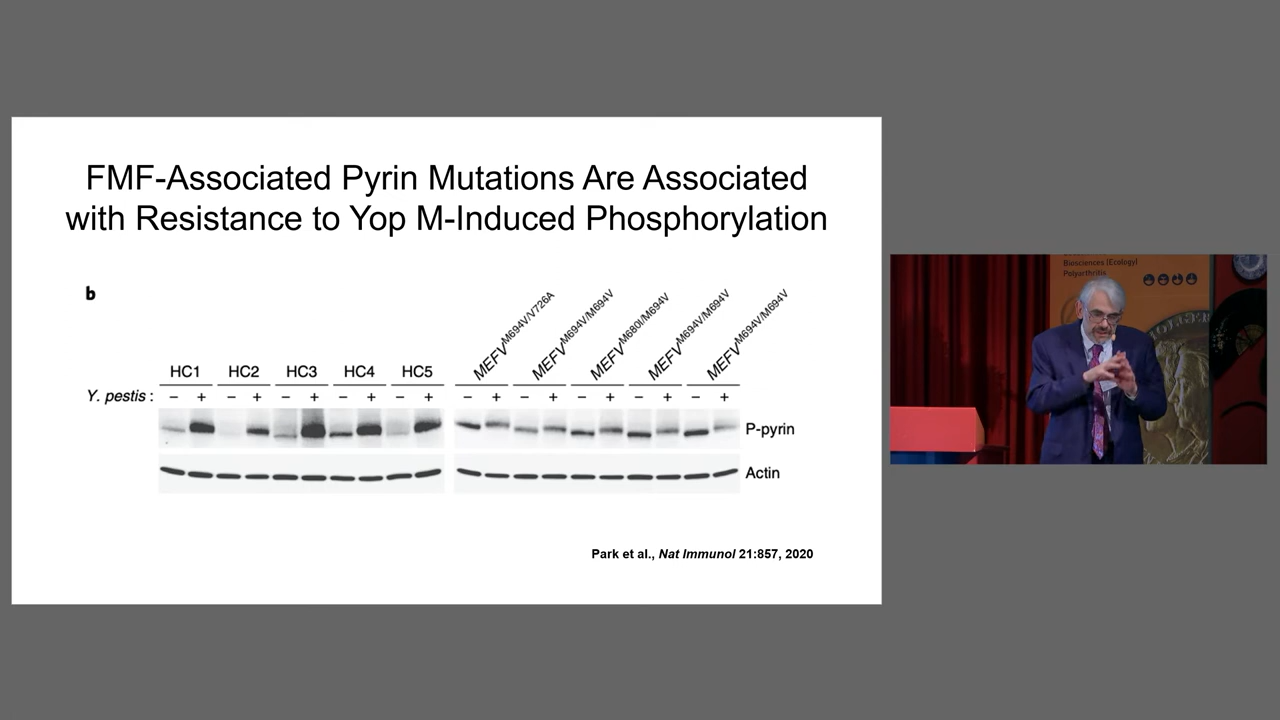 FMF-Associated Pyrin Mutations Are Associated
with Resistance to Yop M-Induced Phosphorylation
b
HC1 HC2 HC3 HC4 HC5 MEFV^M694V/V726A MEFV^M694V/M694V MEFV^M680I/M694V MEFV^M694V/M694V MEFV^M694V/M694V
Y. pestis : − + − + − + − + − + − + − + − + − + − +
P-pyrin
Actin
Park et al., Nat Immunol 21:857, 2020
Biosciences (Ecology)
Polyarthritis